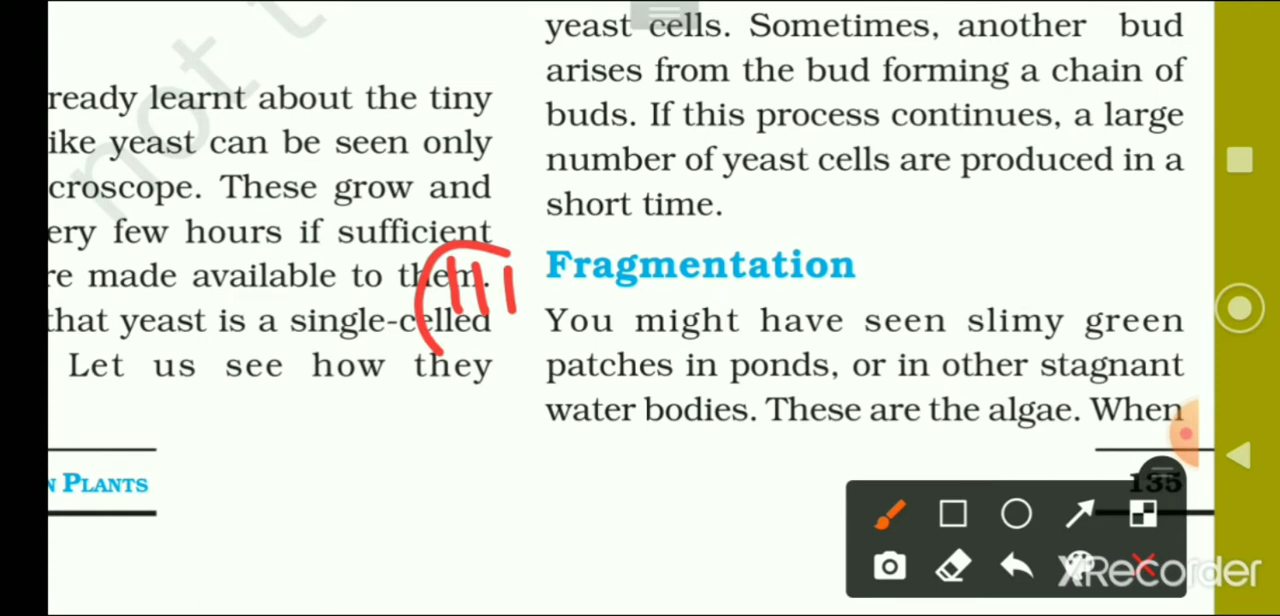 ready learnt about the tiny
ike yeast can be seen only
croscope. These grow and
ery few hours if sufficient
re made available to them.
that yeast is a single-celled
Let us see how they
PLANTS
yeast cells. Sometimes, another bud
arises from the bud forming a chain of
buds. If this process continues, a large
number of yeast cells are produced in a
short time.
III
Fragmentation
You might have seen slimy green
patches in ponds, or in other stagnant
water bodies. These are the algae. When
135
not t
XRecorder